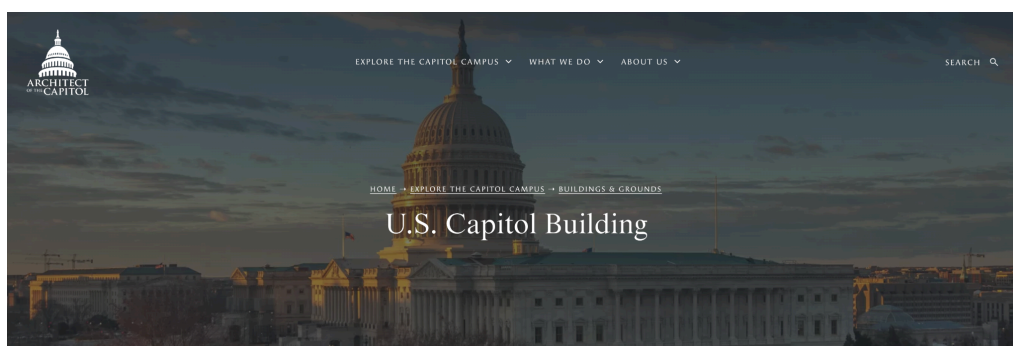 ARCHITECT
OF THE CAPITOL
EXPLORE THE CAPITOL CAMPUS
WHAT WE DO
ABOUT US
SEARCH
HOME → EXPLORE THE CAPITOL CAMPUS → BUILDINGS & GROUNDS
U.S. Capitol Building